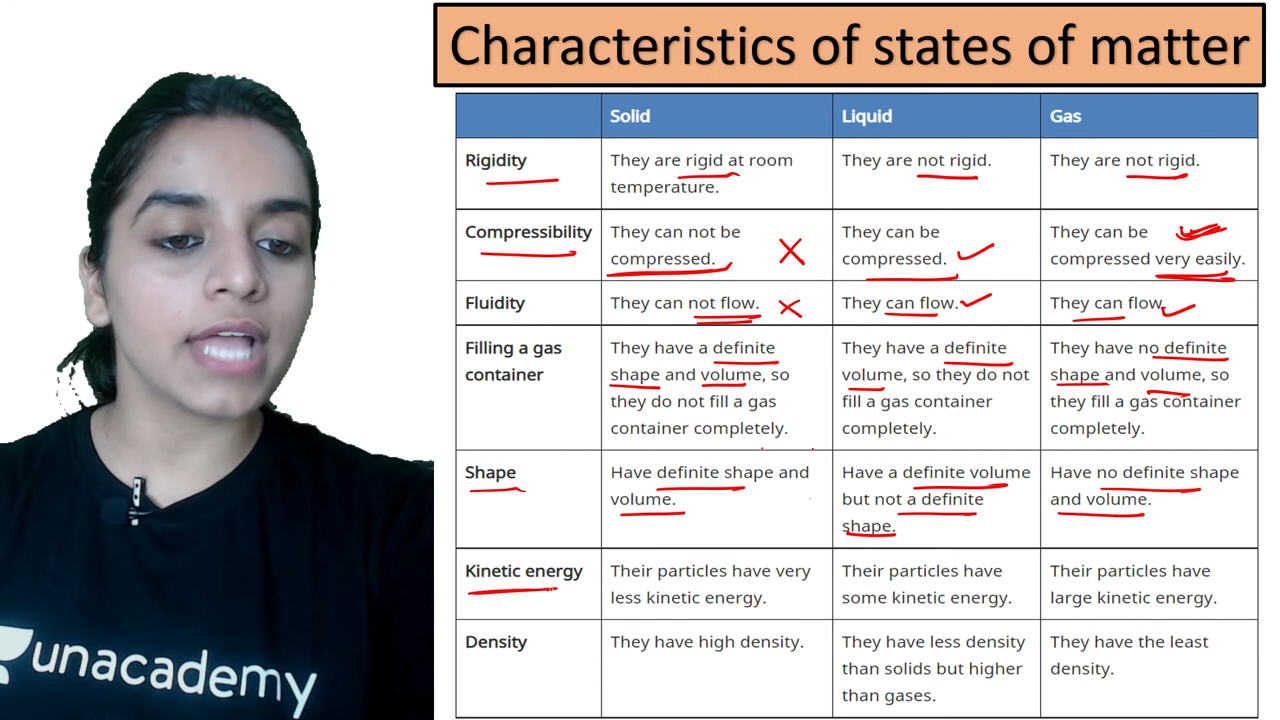 Characteristics of states of matter
Solid Liquid Gas
Rigidity They are rigid at room They are not rigid. They are not rigid.
temperature.
Compressibility They can not be They can be They can be
compressed. compressed. compressed very easily.
Fluidity They can not flow. They can flow. They can flow
Filling a gas They have a definite They have a definite They have no definite
container shape and volume, so volume, so they do not shape and volume, so
they do not fill a gas fill a gas container they fill a gas container
container completely. completely. completely.
Shape Have definite shape and Have a definite volume Have no definite shape
volume. but not a definite and volume.
shape.
Kinetic energy Their particles have very Their particles have Their particles have
less kinetic energy. some kinetic energy. large kinetic energy.
Density They have high density. They have less density They have the least
than solids but higher density.
than gases.
unacademy